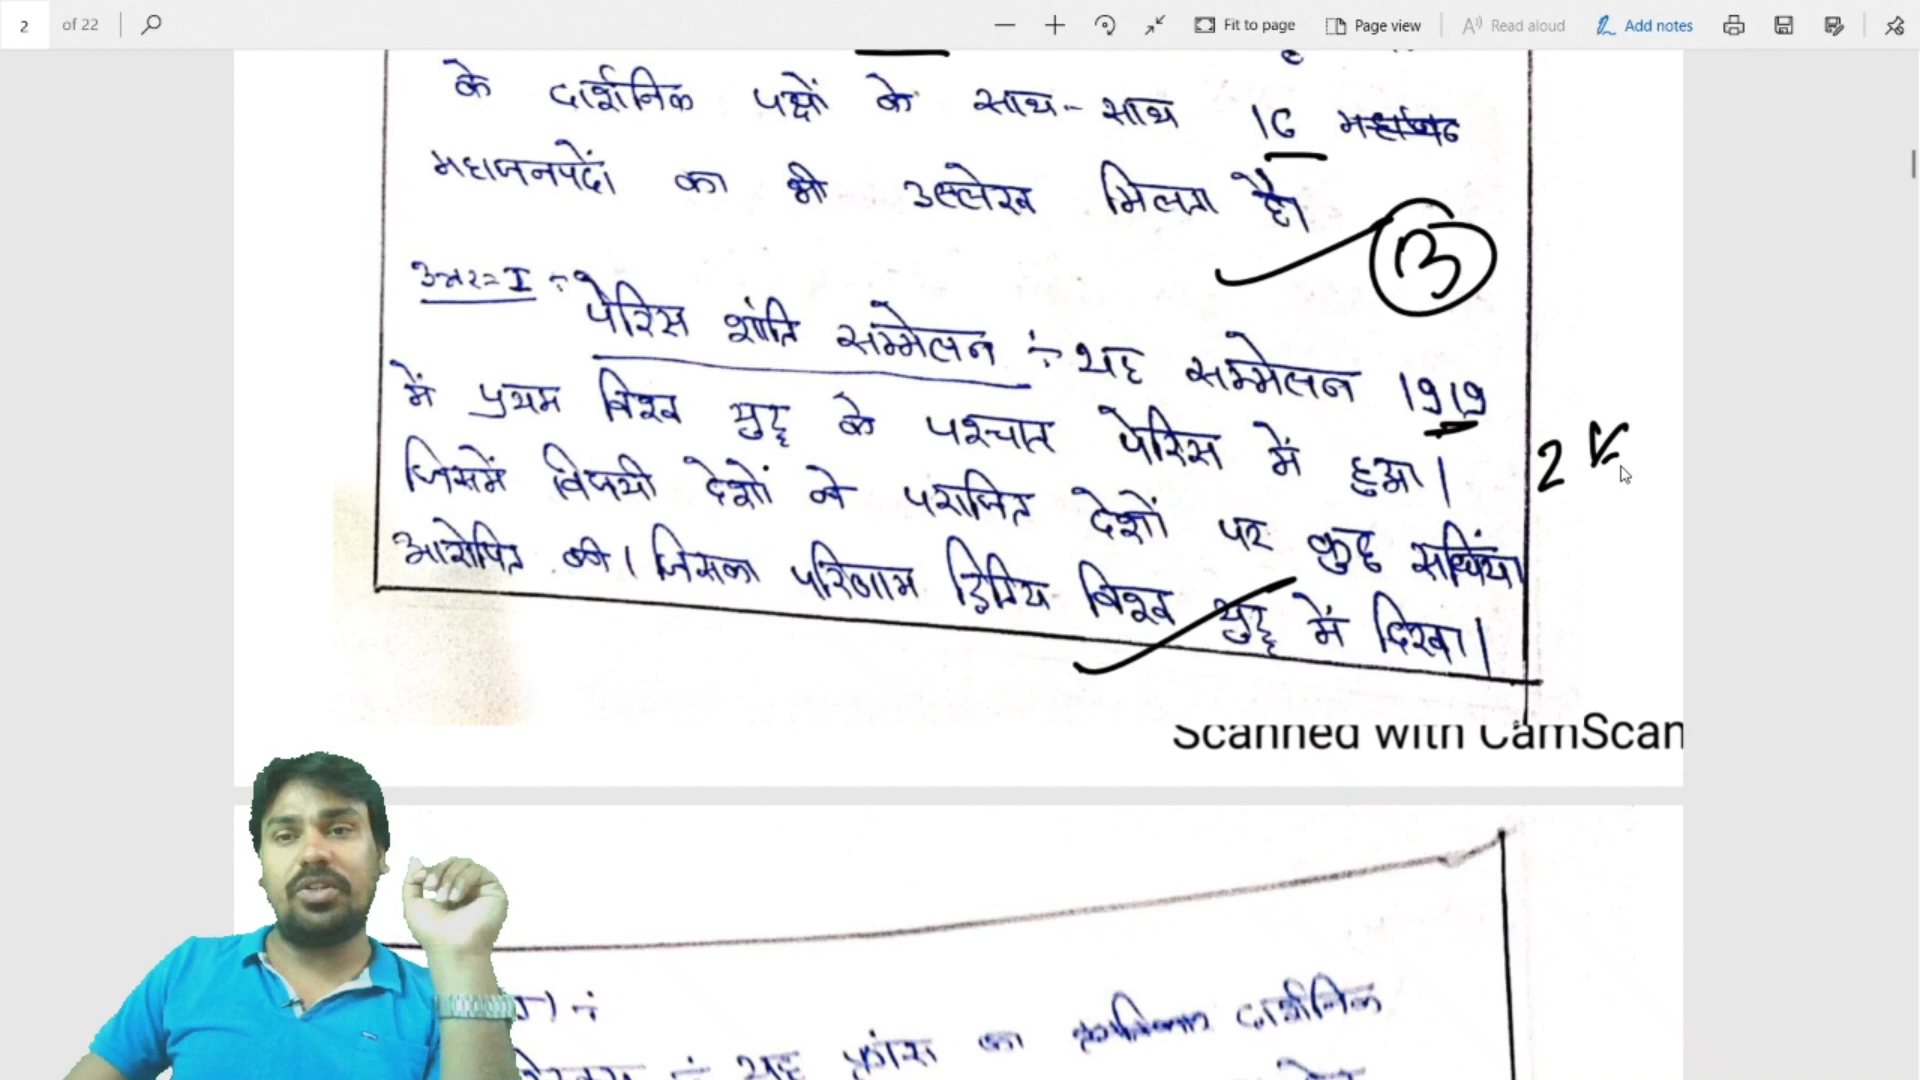 2 of 22 Fit to page Page view Read aloud Add notes
के दार्शनिक पक्षों के साथ-साथ 16
महाजनपदों का भी उल्लेख मिलता है।
3
उत्तर=I ÷
पेरिस शांति सम्मेलन ÷ यह सम्मेलन 1919
में प्रथम विश्व युद्ध के पश्चात पेरिस में हुआ।
2
जिसमें विजयी देशों ने पराजित देशों पर कुछ संधियां
आरोपित की। जिसका परिणाम द्वितिय विश्व युद्ध में दिखा।
Scanned with CamScan
÷
÷ यह फ्रांस का दार्शनिक